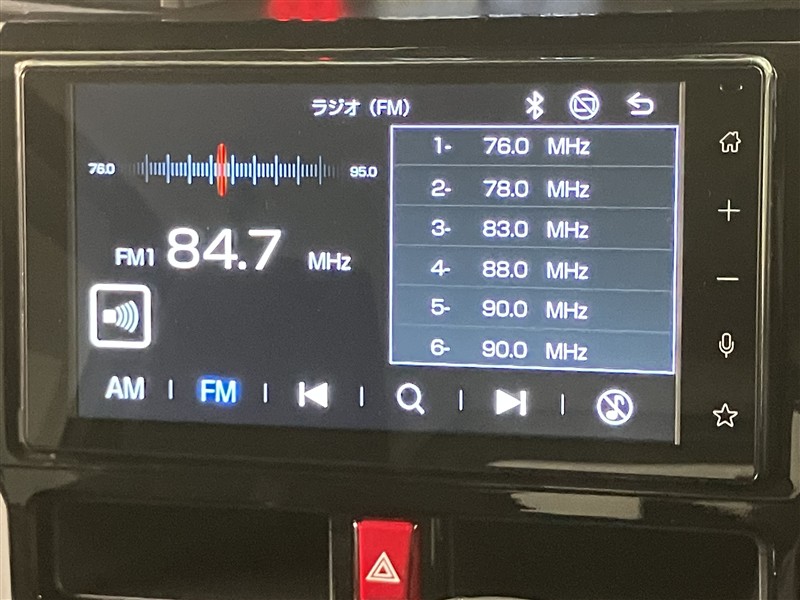 ラジオ（FM）
76.0 95.0
FM1 84.7 MHz
1- 76.0 MHz
2- 78.0 MHz
3- 83.0 MHz
4- 88.0 MHz
5- 90.0 MHz
6- 90.0 MHz
AM FM